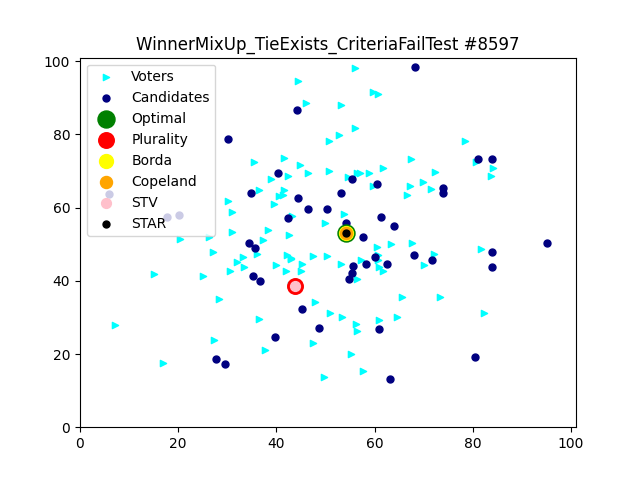 WinnerMixUp_TieExists_CriteriaFailTest #8597
100
80
60
40
20
0
Voters
Candidates
Optimal
Plurality
Borda
Copeland
STV
STAR
0 20 40 60 80 100